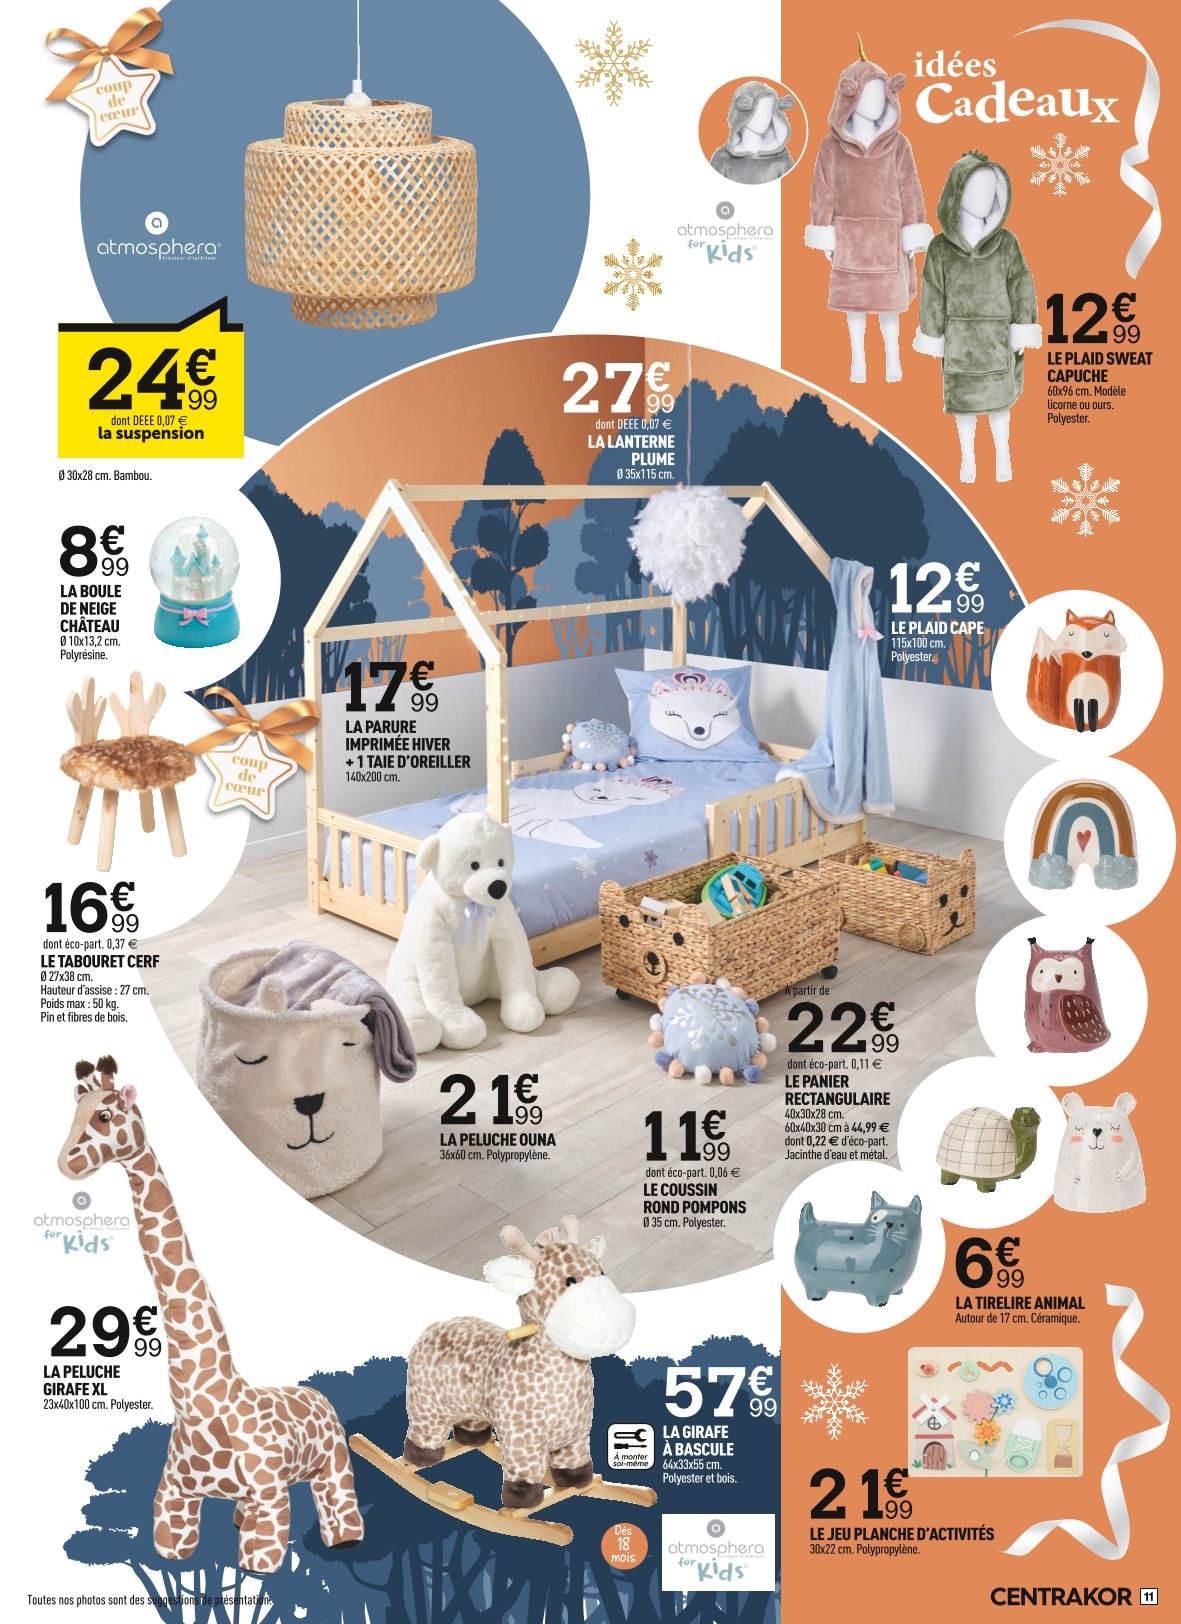 coup
de
cœur
idées
Cadeaux
a
atmosphera
Créateur d'intérieur
a
atmosphera
for Kids
12€99
LE PLAID SWEAT
CAPUCHE
60x96 cm. Modèle
licorne ou ours.
Polyester.
24€99
dont DEEE 0,07 €
la suspension
Ø 30x28 cm. Bambou.
27€99
dont DEEE 0,07 €
LA LANTERNE
PLUME
Ø 35x115 cm.
8€99
LA BOULE
DE NEIGE
CHÂTEAU
Ø 10x13,2 cm.
Polyrésine.
12€99
LE PLAID CAPE
115x100 cm.
Polyester.
17€99
LA PARURE
IMPRIMÉE HIVER
+ 1 TAIE D'OREILLER
140x200 cm.
coup
de
cœur
16€99
dont éco-part. 0,37 €
LE TABOURET CERF
Ø 27x38 cm.
Hauteur d'assise : 27 cm.
Poids max : 50 kg.
Pin et fibres de bois.
À partir de
22€99
dont éco-part. 0,11 €
LE PANIER
RECTANGULAIRE
40x30x28 cm.
60x40x30 cm à 44,99 €
dont 0,22 € d'éco-part.
Jacinthe d'eau et métal.
21€99
LA PELUCHE OUNA
36x60 cm. Polypropylène.
11€99
dont éco-part. 0,06 €
LE COUSSIN
ROND POMPONS
Ø 35 cm. Polyester.
a
atmosphera
for Kids
6€99
LA TIRELIRE ANIMAL
Autour de 17 cm. Céramique.
29€99
LA PELUCHE
GIRAFE XL
23x40x100 cm. Polyester.
57€99
LA GIRAFE
À BASCULE
64x33x55 cm.
Polyester et bois.
À monter
soi-même
21€99
LE JEU PLANCHE D'ACTIVITÉS
30x22 cm. Polypropylène.
Dès
18
mois
a
atmosphera
for Kids
Toutes nos photos sont des suggestions de présentation.
CENTRAKOR 11